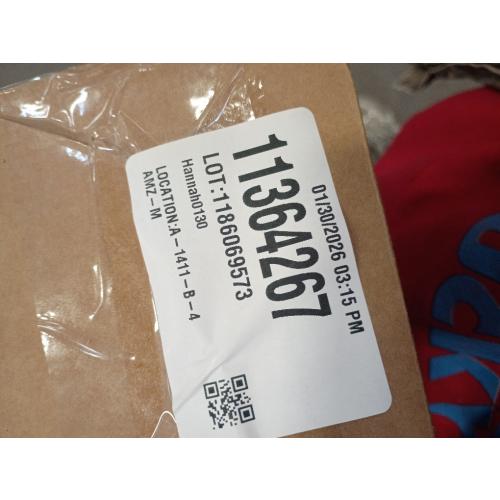 01/30/2026 03:15 PM
11364267
LOT:1186069573
Hannah0130
LOCATION:A-1411-B-4
AMZ-M